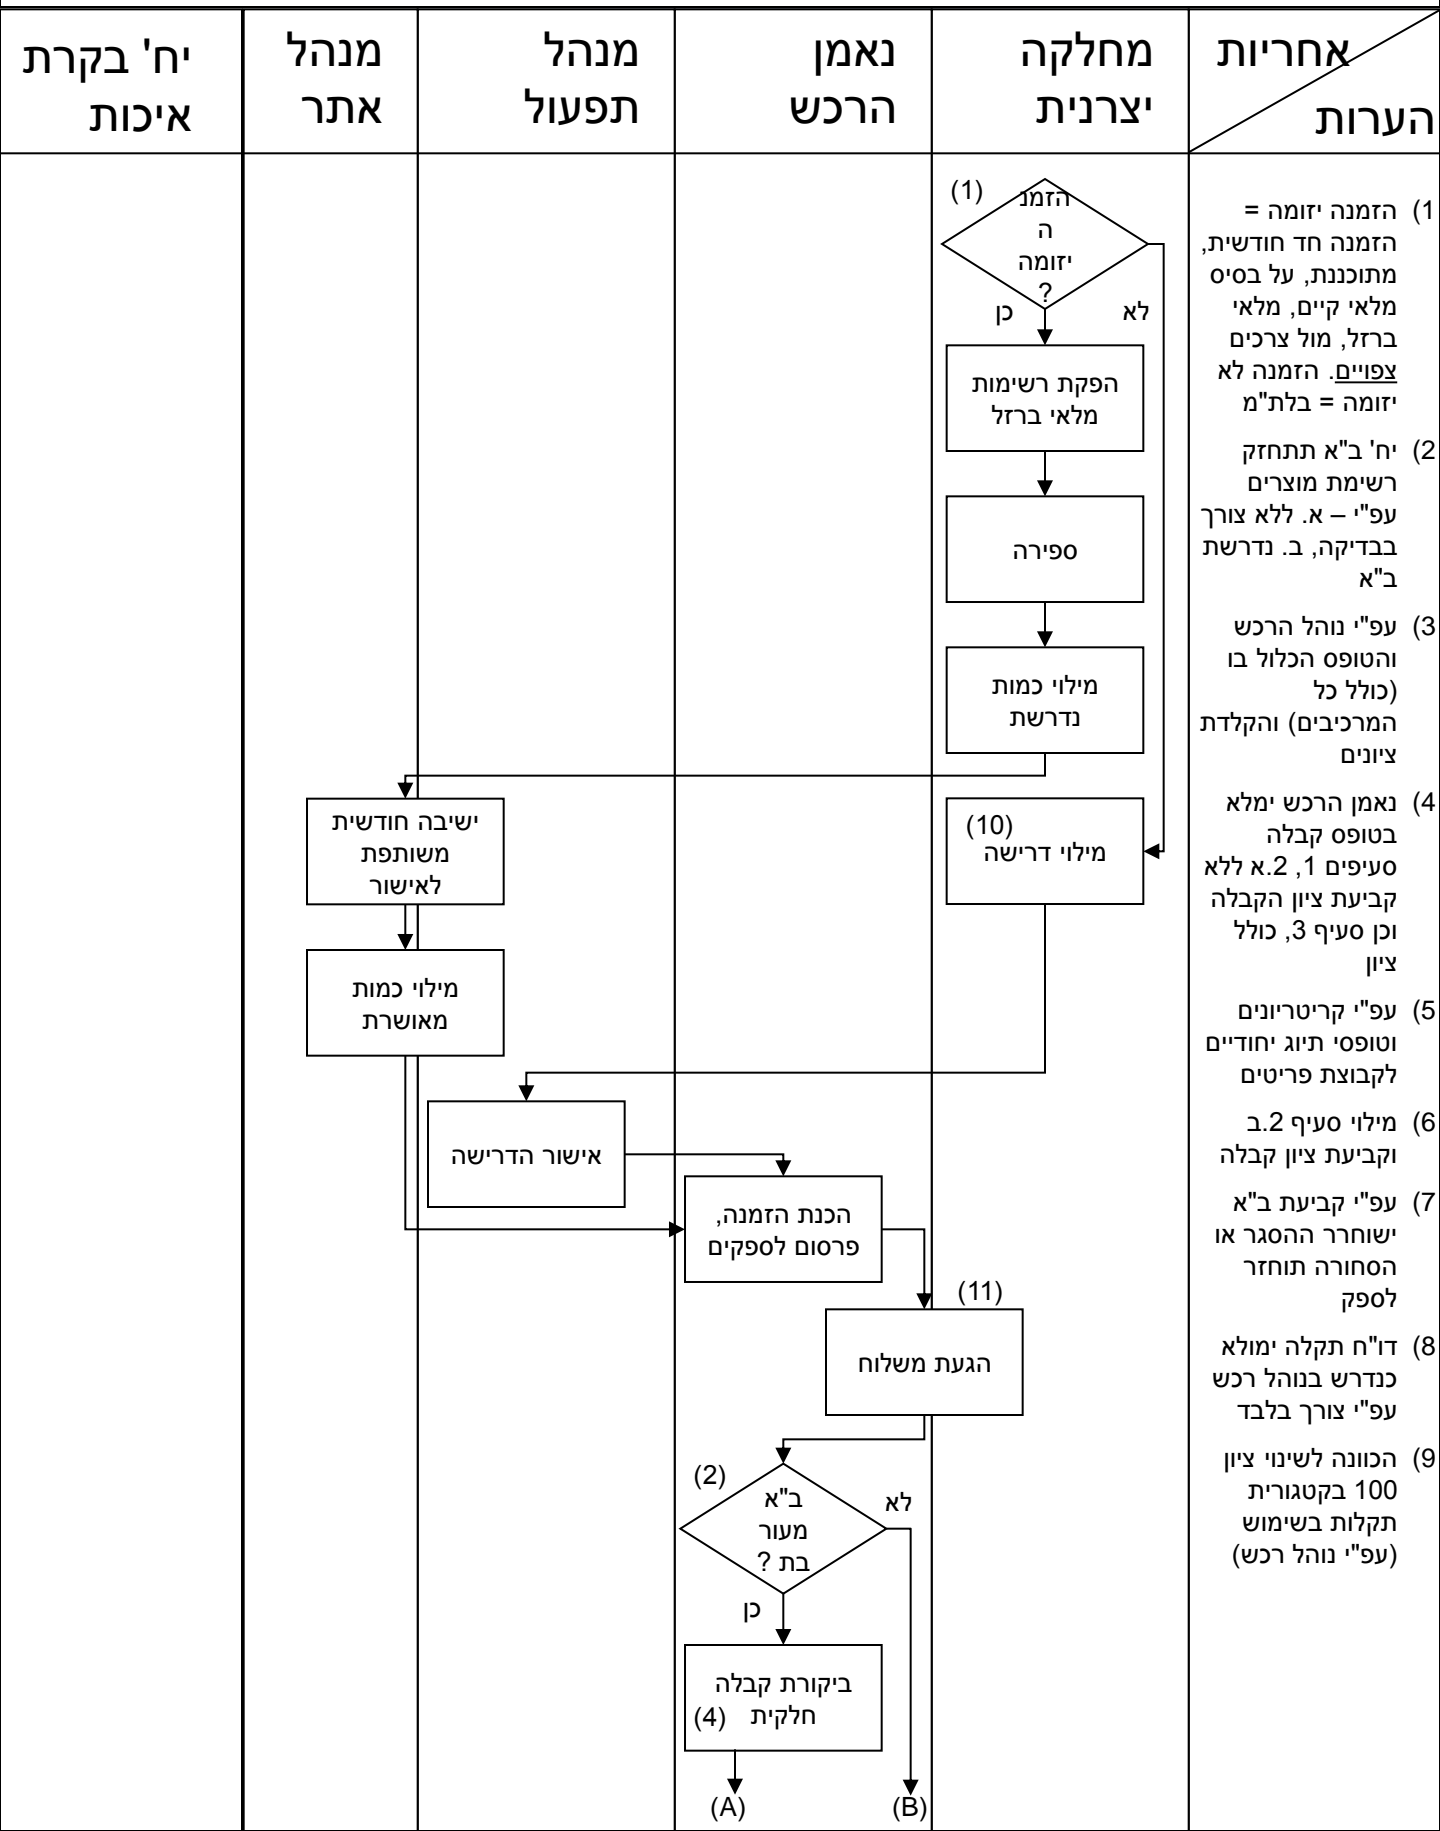 אחריות
הערות
מחלקה
יצרנית
נאמן
הרכש
מנהל
תפעול
מנהל
אתר
יח' בקרת
איכות
1) הזמנה יזומה =
הזמנה חד חודשית,
מתוכננת, על בסיס
מלאי קיים, מלאי
ברזל, מול צרכים
צפויים. הזמנה לא
יזומה = בלת"מ
2) יח' ב"א תתחזק
רשימת מוצרים
עפ"י – א. ללא צורך
בבדיקה, ב. נדרשת
ב"א
3) עפ"י נוהל הרכש
והטופס הכלול בו
(כולל כל
המרכיבים) והקלדת
ציונים
4) נאמן הרכש ימלא
בטופס קבלה
סעיפים 1, 2.א ללא
קביעת ציון הקבלה
וכן סעיף 3, כולל
ציון
5) עפ"י קריטריונים
וטופסי תיוג יחודיים
לקבוצת פריטים
6) מילוי סעיף 2.ב
וקביעת ציון קבלה
7) עפ"י קביעת ב"א
ישוחרר ההסגר או
הסחורה תוחזר
לספק
8) דו"ח תקלה ימולא
כנדרש בנוהל רכש
עפ"י צורך בלבד
9) הכוונה לשינוי ציון
100 בקטגורית
תקלות בשימוש
(עפ"י נוהל רכש)
(1)
הזמנ
ה
יזומה
?
כן
לא
הפקת רשימות
מלאי ברזל
ספירה
מילוי כמות
נדרשת
ישיבה חודשית
משותפת
לאישור
(10)
מילוי דרישה
מילוי כמות
מאושרת
אישור הדרישה
הכנת הזמנה,
פרסום לספקים
(11)
הגעת משלוח
(2)
ב"א
מעור
בת ?
לא
כן
ביקורת קבלה
חלקית
(4)
(A)
(B)